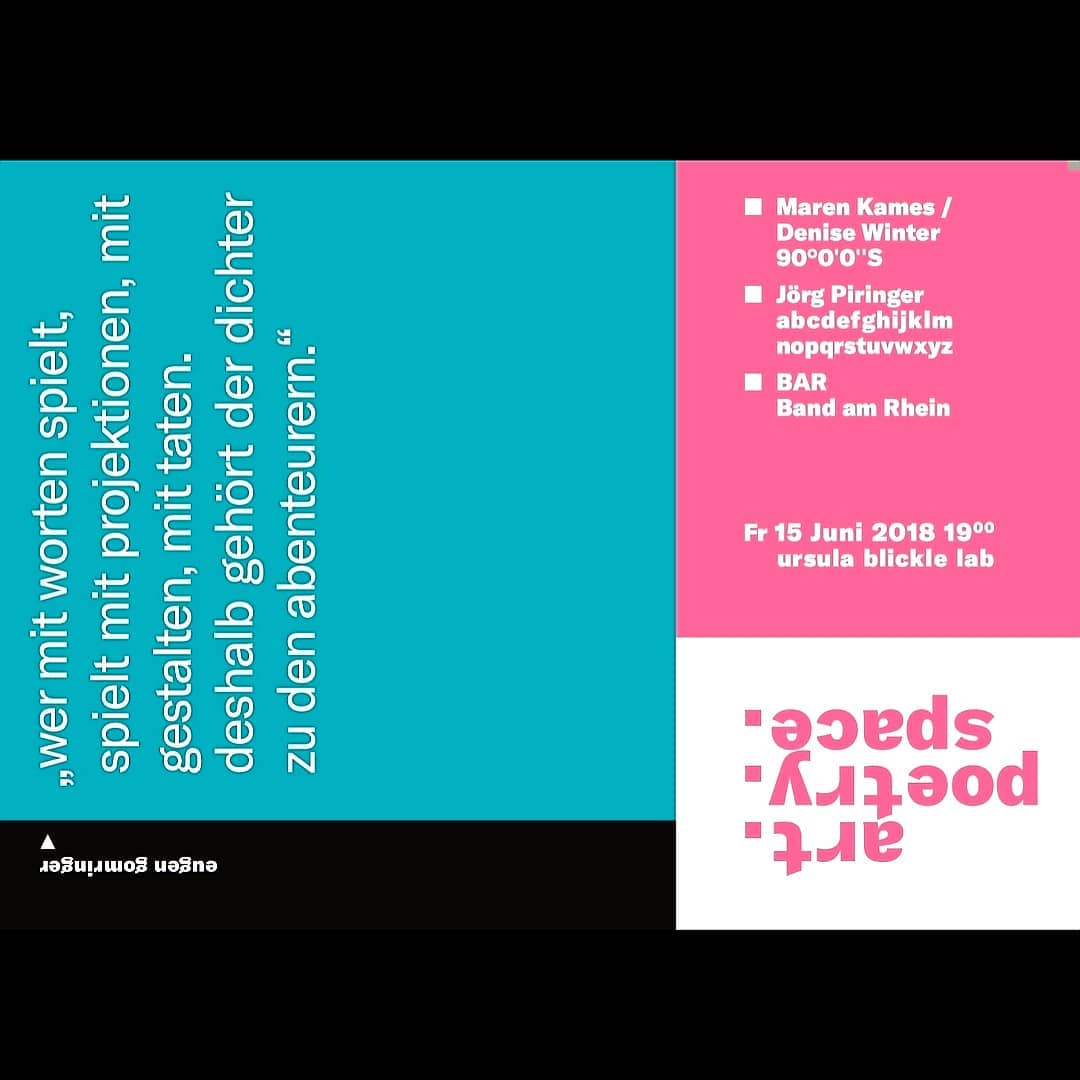 „wer mit worten spielt,
spielt mit projektionen, mit
gestalten, mit taten.
deshalb gehört der dichter
zu den abenteurern.“
eugen gomringer
Maren Kames /
Denise Winter
90°0'0"S
Jörg Piringer
abcdefghijklm
nopqrstuvwxyz
BAR
Band am Rhein
Fr 15 Juni 2018 19⁰⁰
ursula blickle lab
art.
poetry.
space.